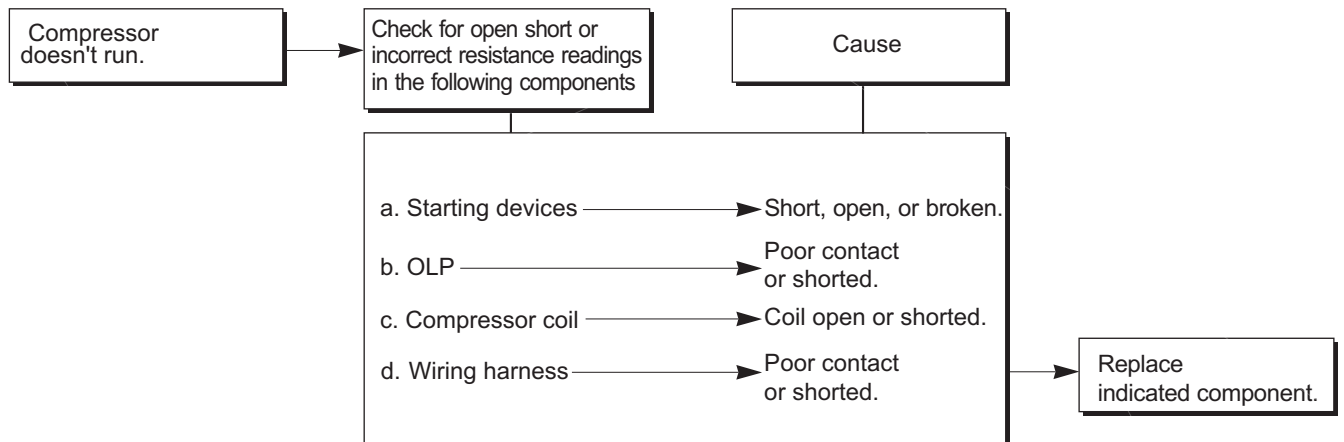 Compressor
doesn't run.
Check for open short or
incorrect resistance readings
in the following components
Cause
a. Starting devices
Short, open, or broken.
b. OLP
Poor contact
or shorted.
c. Compressor coil
Coil open or shorted.
d. Wiring harness
Poor contact
or shorted.
Replace
indicated component.